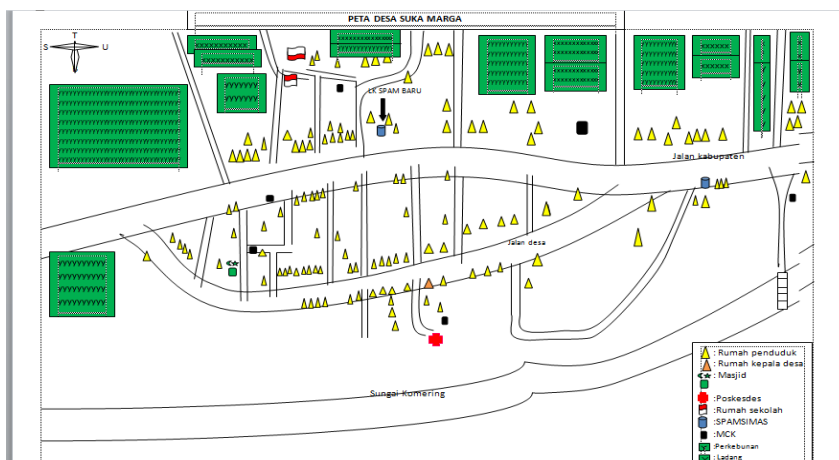 PETA DESA SUKA MARGA
T
S U
LK SPAM BARU
Jalan kabupaten
Jalan desa
Sungai Komering
: Rumah penduk
: Rumah kepala desa
: Masjid
:Poskesdes
:Rumah sekolah
:SPAMSIMAS
:MCK
:Perkebunan
:Ladang